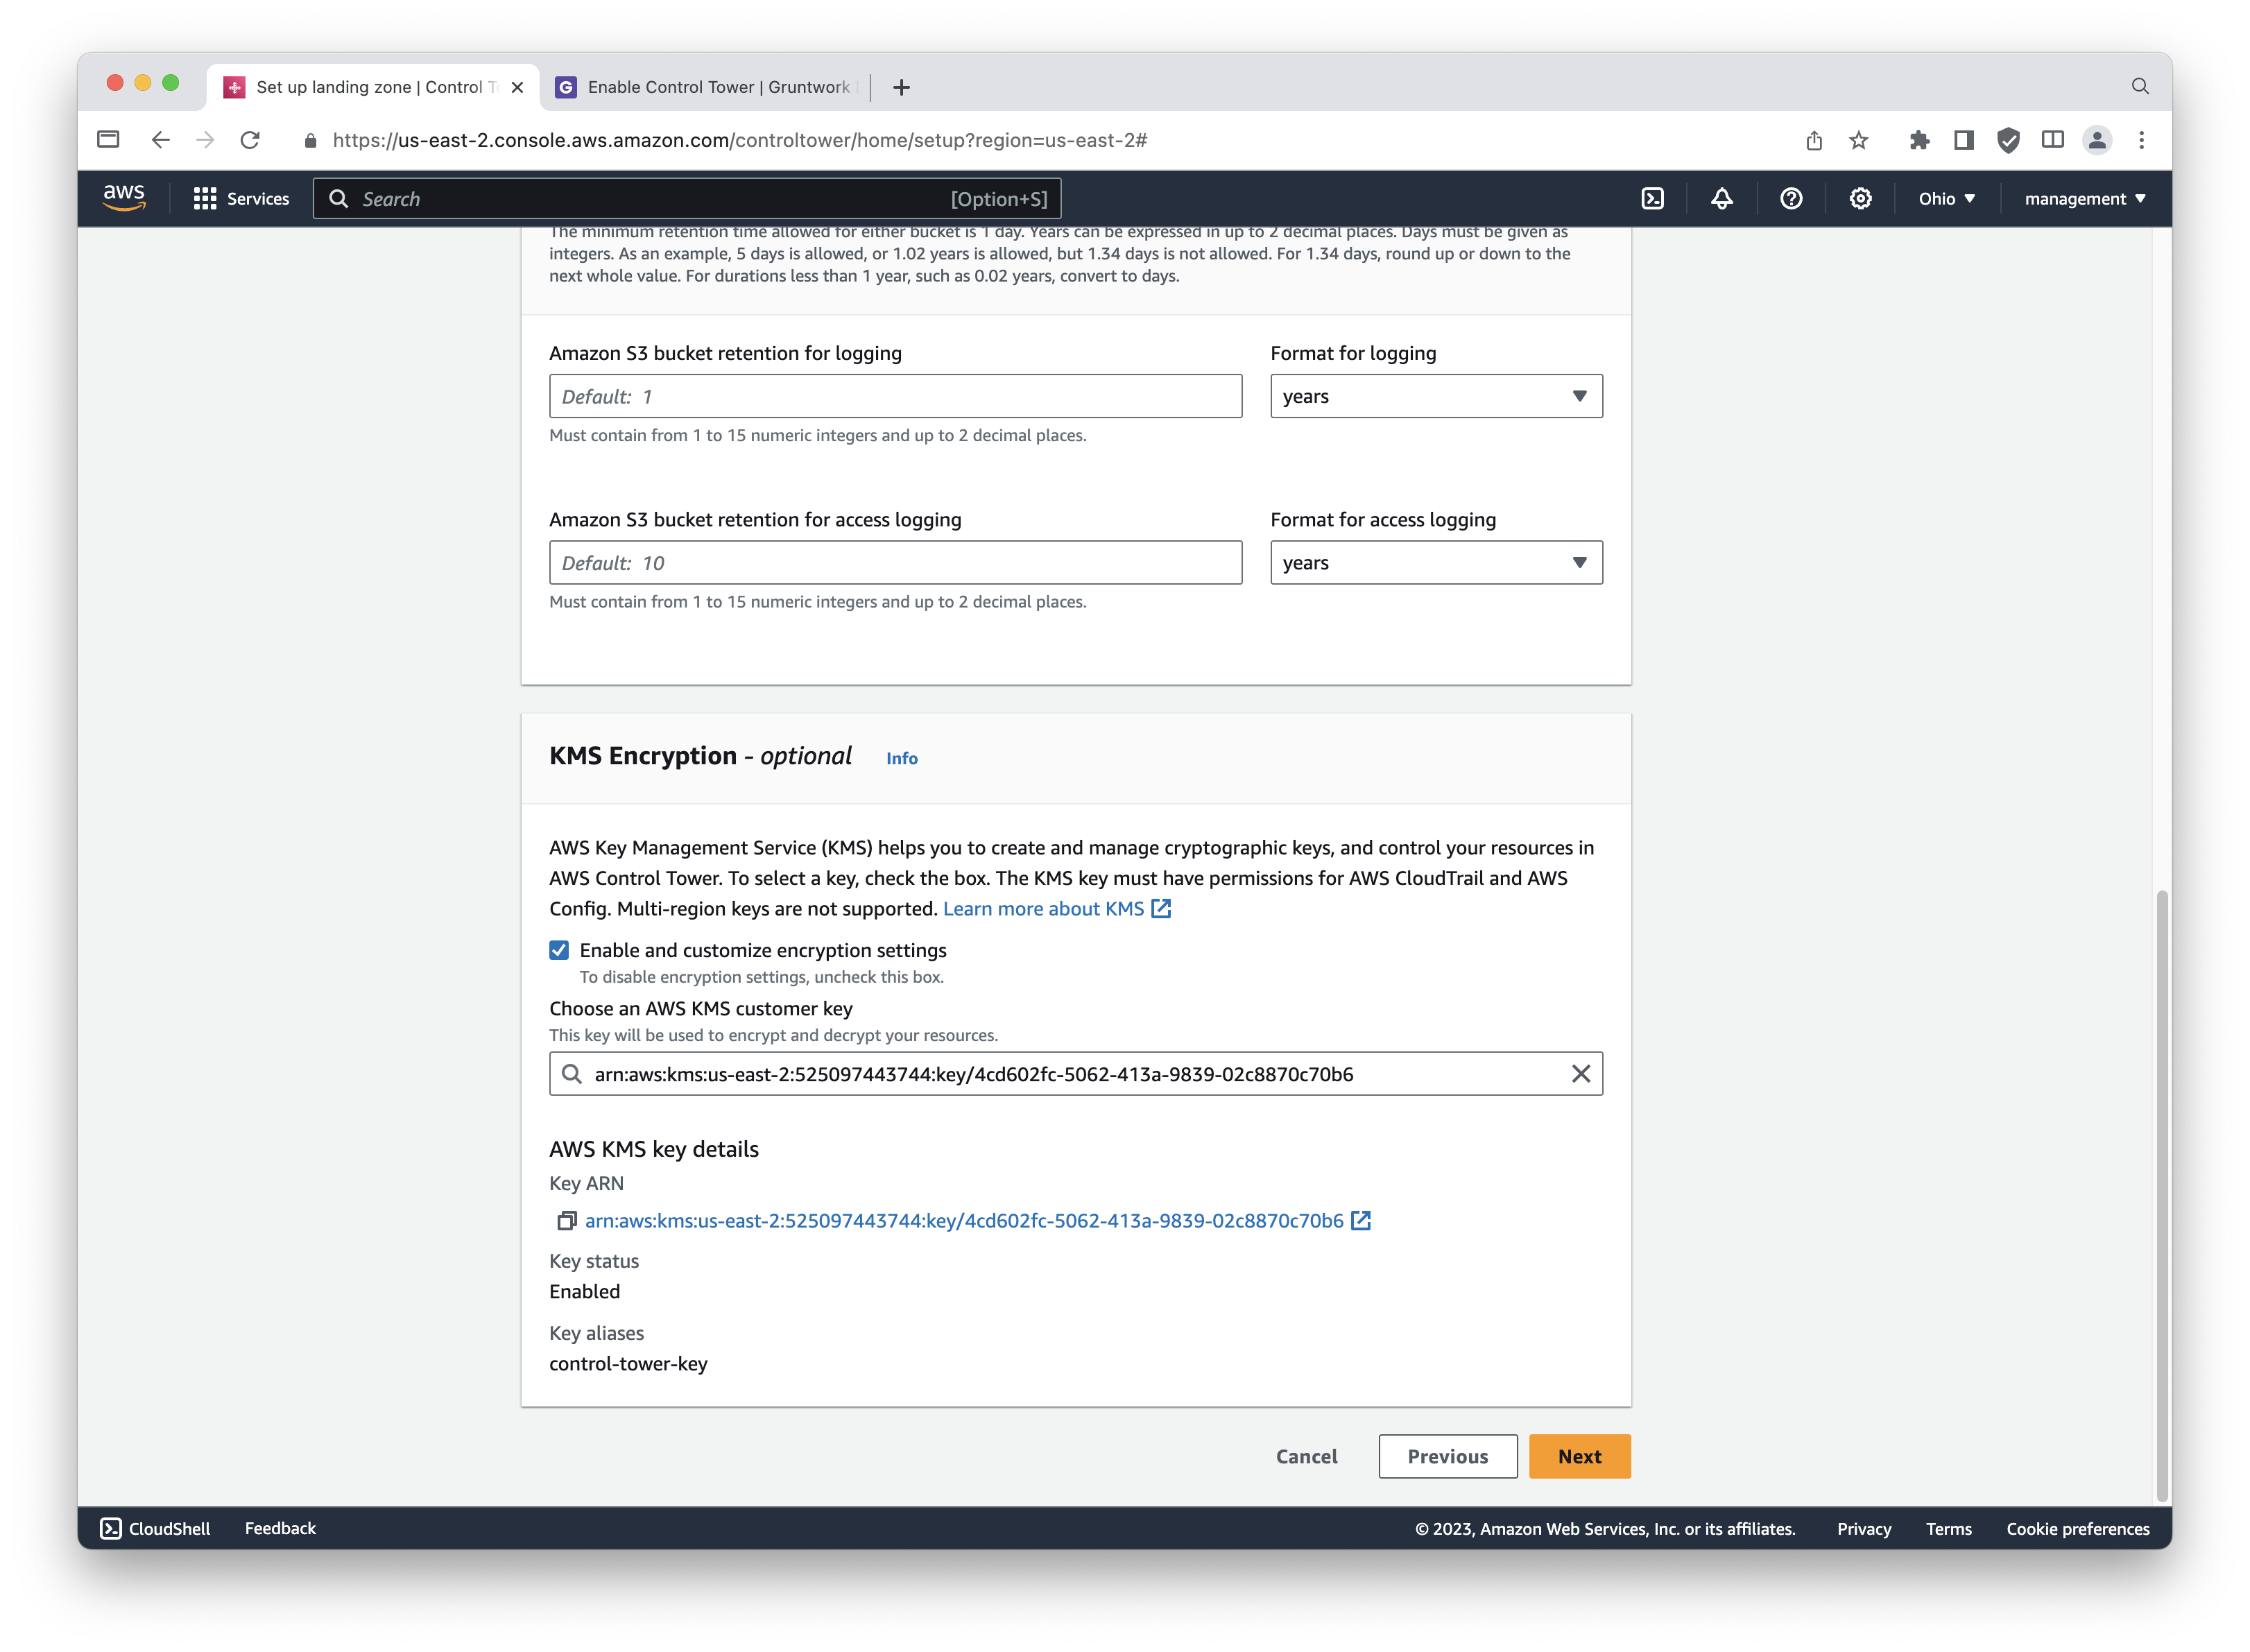 Set up landing zone | Control T
Enable Control Tower | Gruntwork
https://us-east-2.console.aws.amazon.com/controltower/home/setup?region=us-east-2#
aws
Services
Search
[Option+S]
Ohio
management
The minimum retention time allowed for either bucket is 1 day. Years can be expressed in up to 2 decimal places. Days must be given as
integers. As an example, 5 days is allowed, or 1.02 years is allowed, but 1.34 days is not allowed. For 1.34 days, round up or down to the
next whole value. For durations less than 1 year, such as 0.02 years, convert to days.
Amazon S3 bucket retention for logging
Format for logging
Default: 1
years
Must contain from 1 to 15 numeric integers and up to 2 decimal places.
Amazon S3 bucket retention for access logging
Format for access logging
Default: 10
years
Must contain from 1 to 15 numeric integers and up to 2 decimal places.
KMS Encryption - optional
Info
AWS Key Management Service (KMS) helps you to create and manage cryptographic keys, and control your resources in
AWS Control Tower. To select a key, check the box. The KMS key must have permissions for AWS CloudTrail and AWS
Config. Multi-region keys are not supported. Learn more about KMS
Enable and customize encryption settings
To disable encryption settings, uncheck this box.
Choose an AWS KMS customer key
This key will be used to encrypt and decrypt your resources.
arn:aws:kms:us-east-2:525097443744:key/4cd602fc-5062-413a-9839-02c8870c70b6
AWS KMS key details
Key ARN
arn:aws:kms:us-east-2:525097443744:key/4cd602fc-5062-413a-9839-02c8870c70b6
Key status
Enabled
Key aliases
control-tower-key
Cancel
Previous
Next
CloudShell
Feedback
© 2023, Amazon Web Services, Inc. or its affiliates.
Privacy
Terms
Cookie preferences